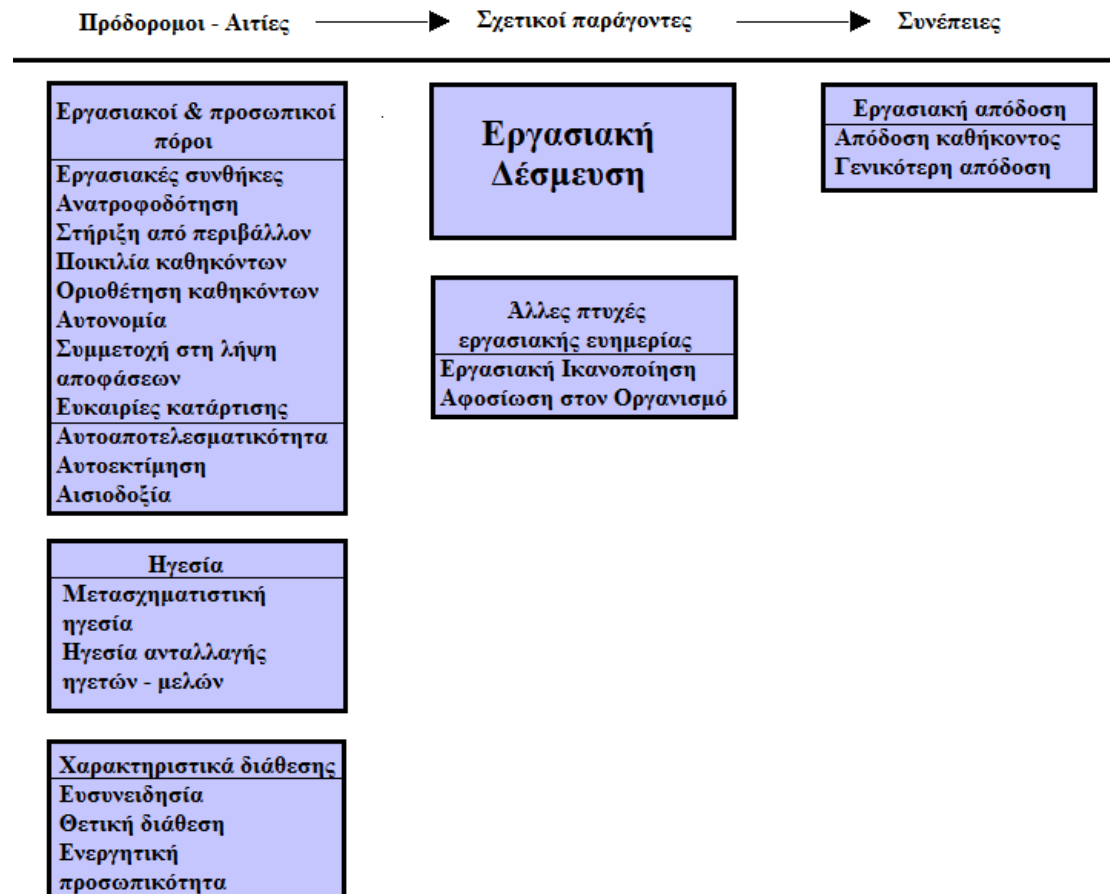 Πρόδορομοι - Αιτίες
Σχετικοί παράγοντες
Συνέπειες
Εργασιακοί & προσωπικοί
πόροι
Εργασιακές συνθήκες
Ανατροφοδότηση
Στήριξη από περιβάλλον
Ποικιλία καθηκόντων
Οριοθέτηση καθηκόντων
Αυτονομία
Συμμετοχή στη λήψη
αποφάσεων
Ευκαιρίες κατάρτισης
Αυτοαποτελεσματικότητα
Αυτοεκτίμηση
Αισιοδοξία
Ηγεσία
Μετασχηματιστική
ηγεσία
Ηγεσία ανταλλαγής
ηγετών - μελών
Χαρακτηριστικά διάθεσης
Ευσυνειδησία
Θετική διάθεση
Ενεργητική
προσωπικότητα
Εργασιακή
Δέσμευση
Άλλες πτυχές
εργασιακής ευημερίας
Εργασιακή Ικανοποίηση
Αφοσίωση στον Οργανισμό
Εργασιακή απόδοση
Απόδοση καθήκοντος
Γενικότερη απόδοση